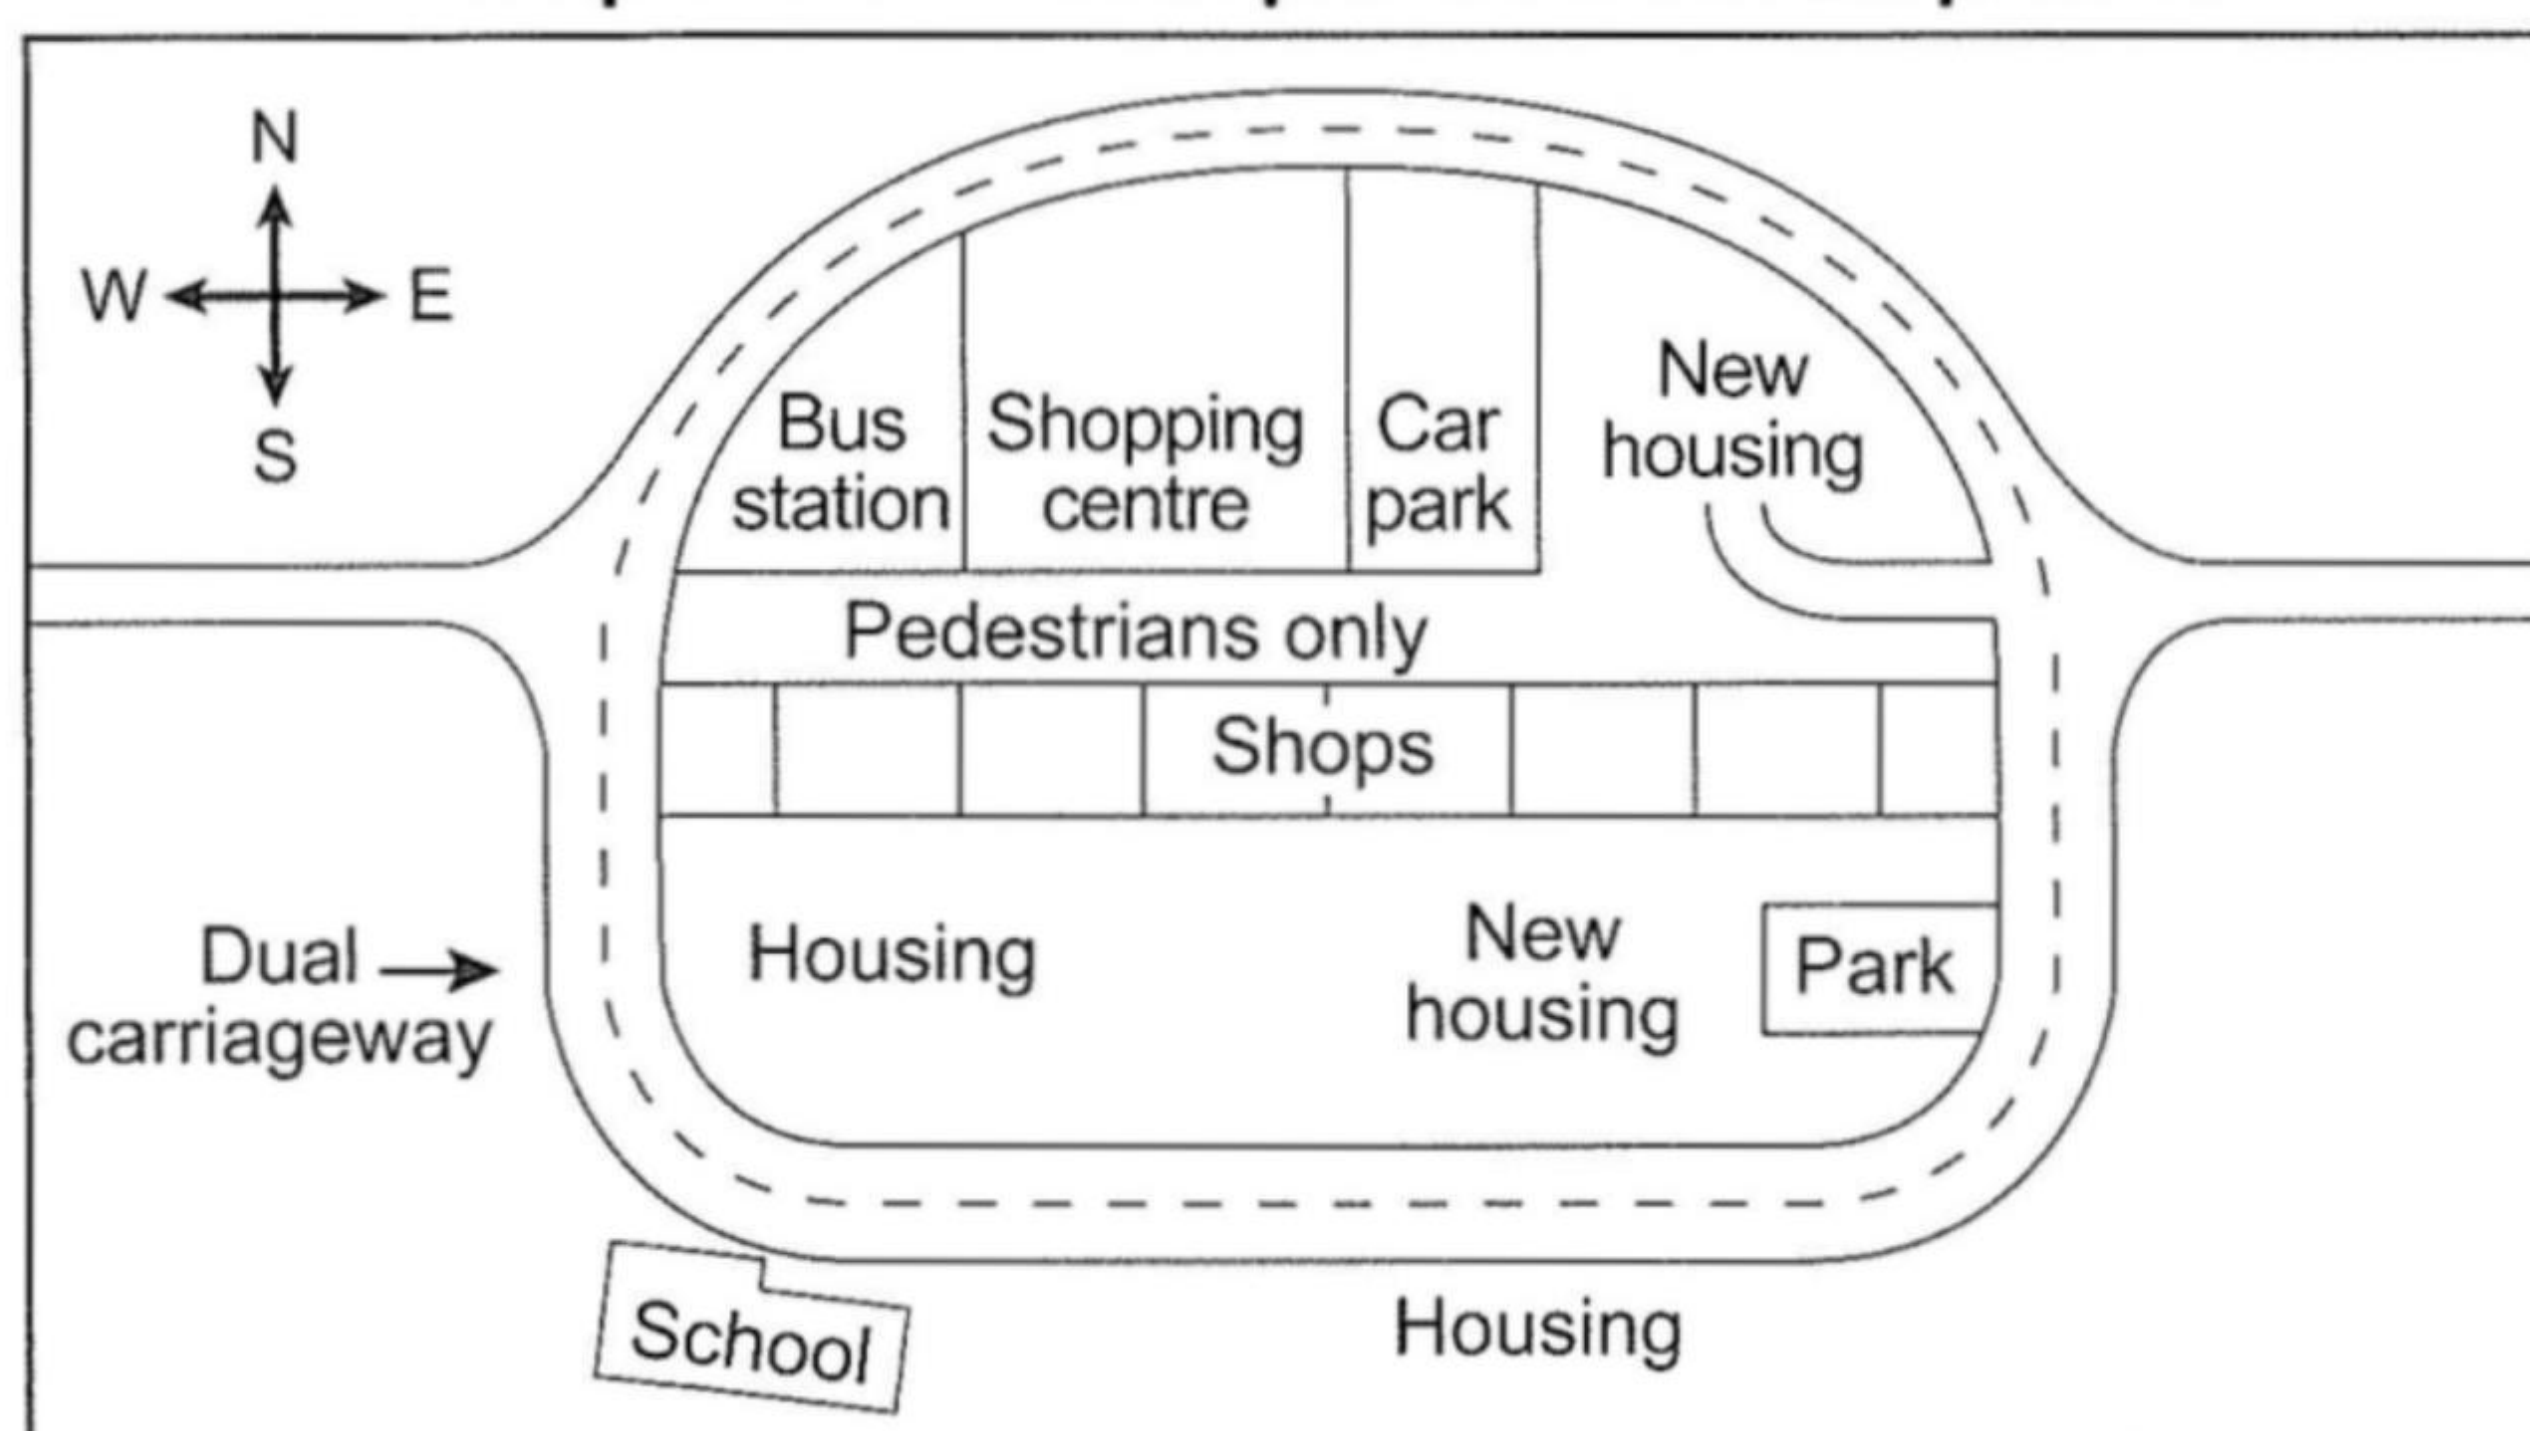 N
W
E
S
Bus
station
Shopping
centre
Car
park
New
housing
Pedestrians only
Shops
Dual
carriageway
Housing
New
housing
Park
School
Housing